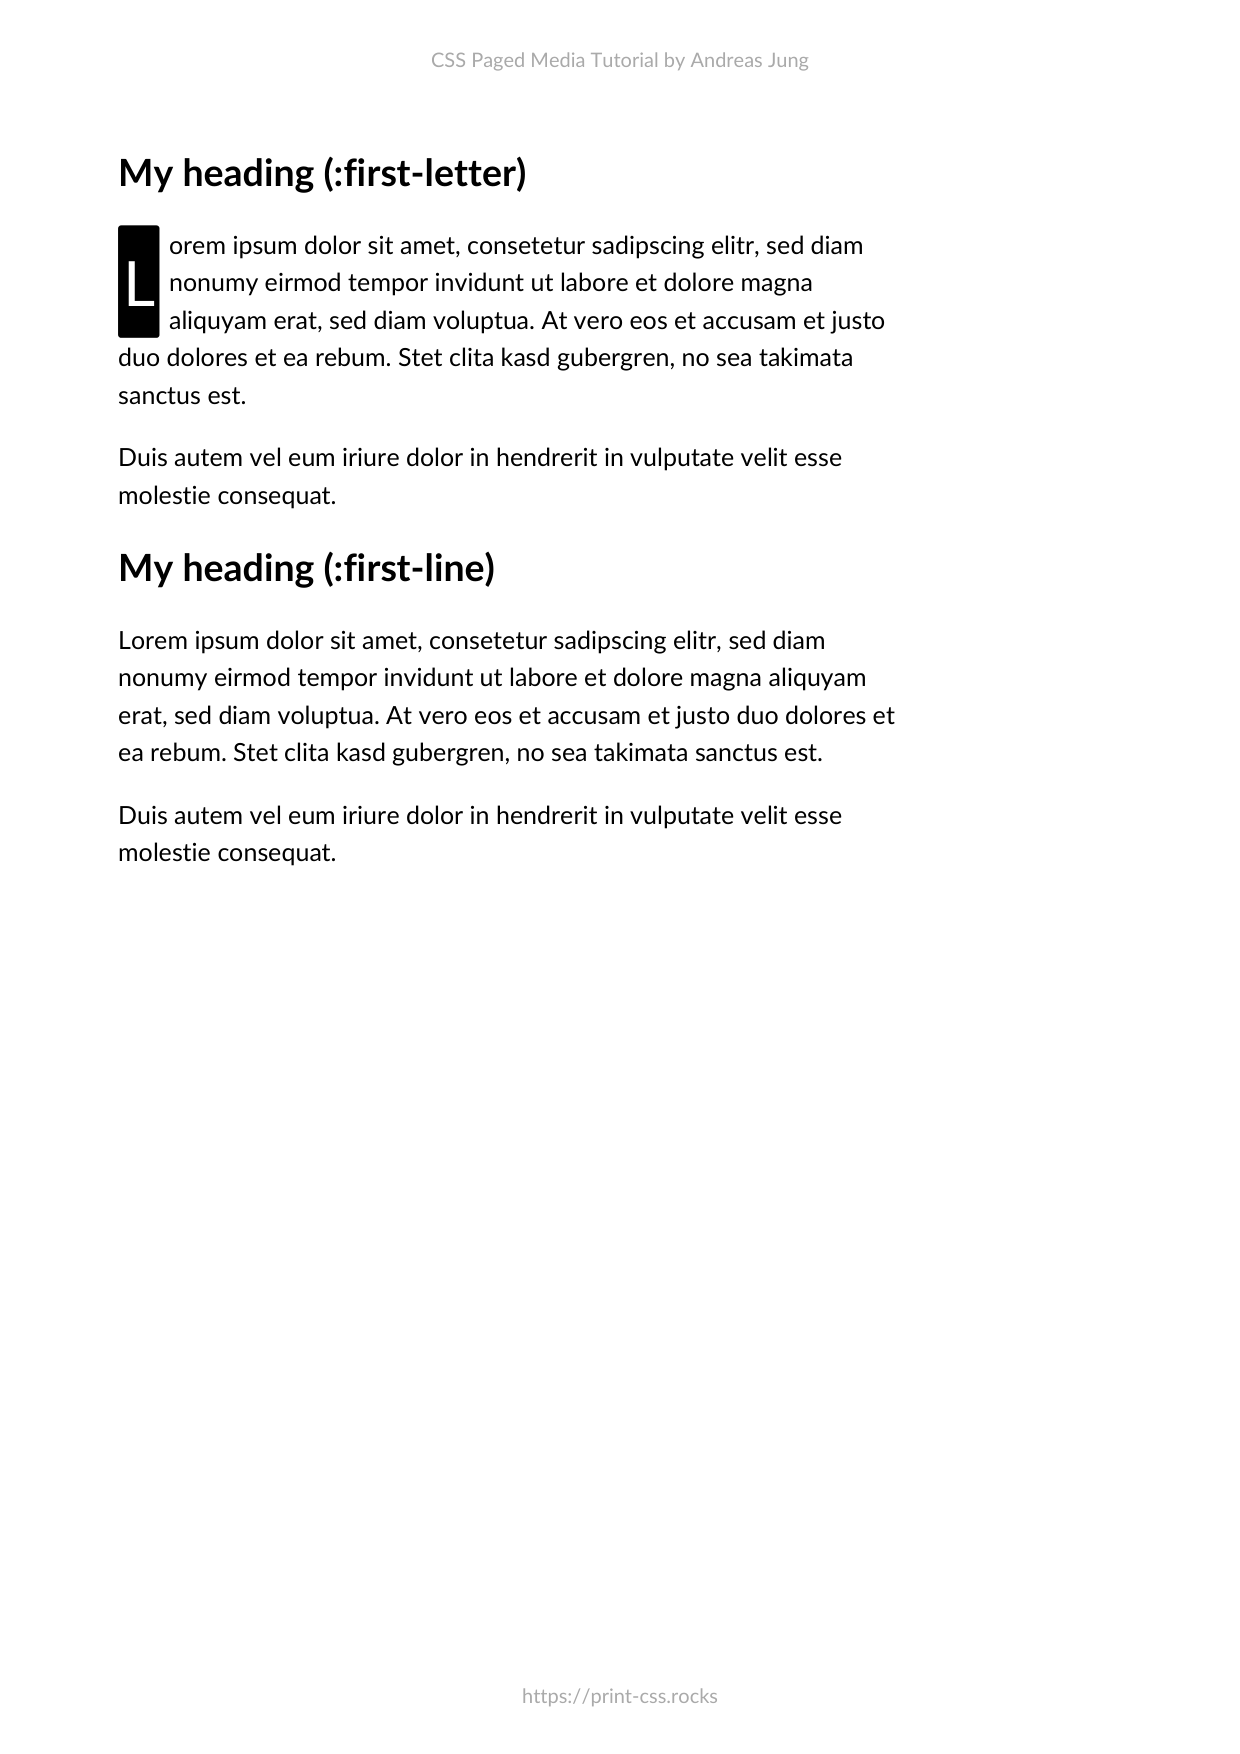 CSS Paged Media Tutorial by Andreas Jung
My heading (:first-letter)
Lorem ipsum dolor sit amet, consetetur sadipscing elitr, sed diam
nonumy eirmod tempor invidunt ut labore et dolore magna
aliquyam erat, sed diam voluptua. At vero eos et accusam et justo
duo dolores et ea rebum. Stet clita kasd gubergren, no sea takimata
sanctus est.
Duis autem vel eum iriure dolor in hendrerit in vulputate velit esse
molestie consequat.
My heading (:first-line)
Lorem ipsum dolor sit amet, consetetur sadipscing elitr, sed diam
nonumy eirmod tempor invidunt ut labore et dolore magna aliquyam
erat, sed diam voluptua. At vero eos et accusam et justo duo dolores et
ea rebum. Stet clita kasd gubergren, no sea takimata sanctus est.
Duis autem vel eum iriure dolor in hendrerit in vulputate velit esse
molestie consequat.
https://print-css.rocks